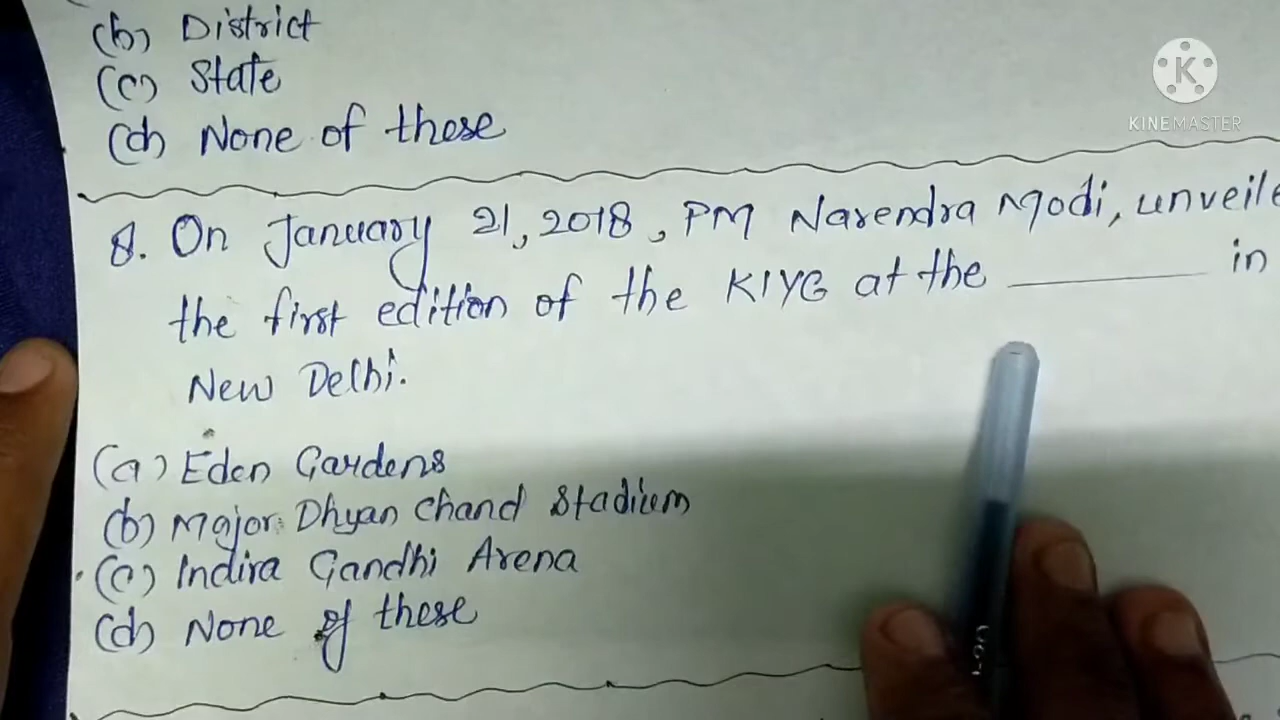 (b) District
(c) State
(d) None of these
KINEMASTER
8. On January 21, 2018, PM Narendra Modi, unveile
the first edition of the KIYG at the ________ in
New Delhi.
(a) Eden Gardens
(b) Major Dhyan Chand Stadium
(c) Indira Gandhi Arena
(d) None of these